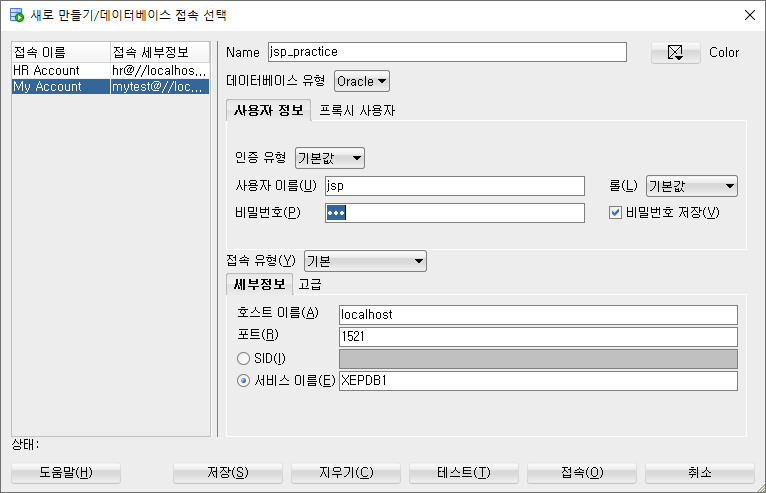 새로 만들기/데이터베이스 접속 선택
접속 이름 접속 세부정보
HR Account hr@//localhos...
My Account mytest@//loc...
Name jsp_practice Color
데이터베이스 유형 Oracle
사용자 정보 프록시 사용자
인증 유형 기본값
사용자 이름(U) jsp 롤(L) 기본값
비밀번호(P) ••• 비밀번호 저장(V)
접속 유형(Y) 기본
세부정보 고급
호스트 이름(A) localhost
포트(R) 1521
SID(I)
서비스 이름(E) XEPDB1
상태:
도움말(H) 저장(S) 지우기(C) 테스트(T) 접속(O) 취소